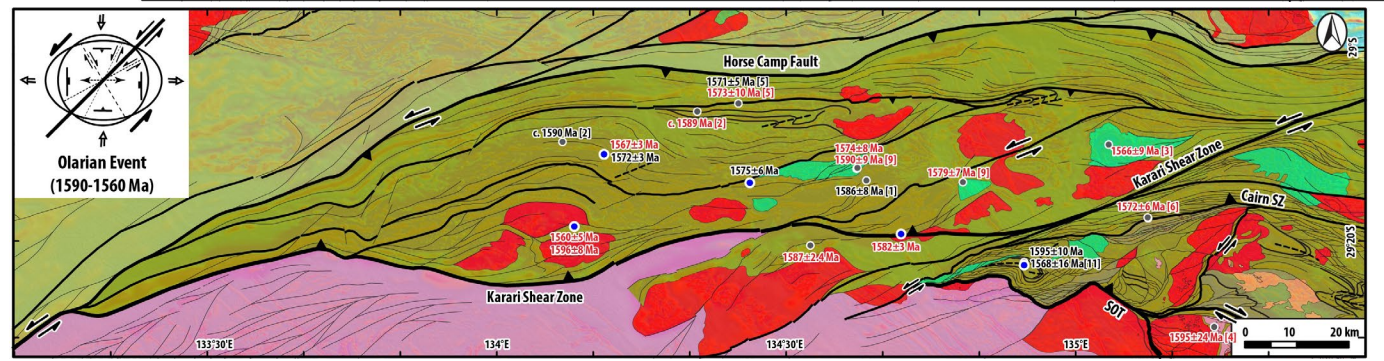 Olarian Event
(1590-1560 Ma)
Horse Camp Fault
1571±5 Ma [5]
1573±10 Ma [5]
c. 1589 Ma [2]
c. 1590 Ma [2]
1567±3 Ma
1572±3 Ma
1574±8 Ma
1590±9 Ma [9]
1575±6 Ma
1586±8 Ma [1]
1579±7 Ma [9]
1566±9 Ma [3]
Karari Shear Zone
Cairn SZ
1572±6 Ma [6]
1560±5 Ma
1596±8 Ma
1587±2.4 Ma
1582±3 Ma
1595±10 Ma
1568±16 Ma [11]
Karari Shear Zone
SOT
1595±24 Ma [4]
29°S
29°20'S
0 10 20 km
133°30'E
134°E
134°30'E
135°E